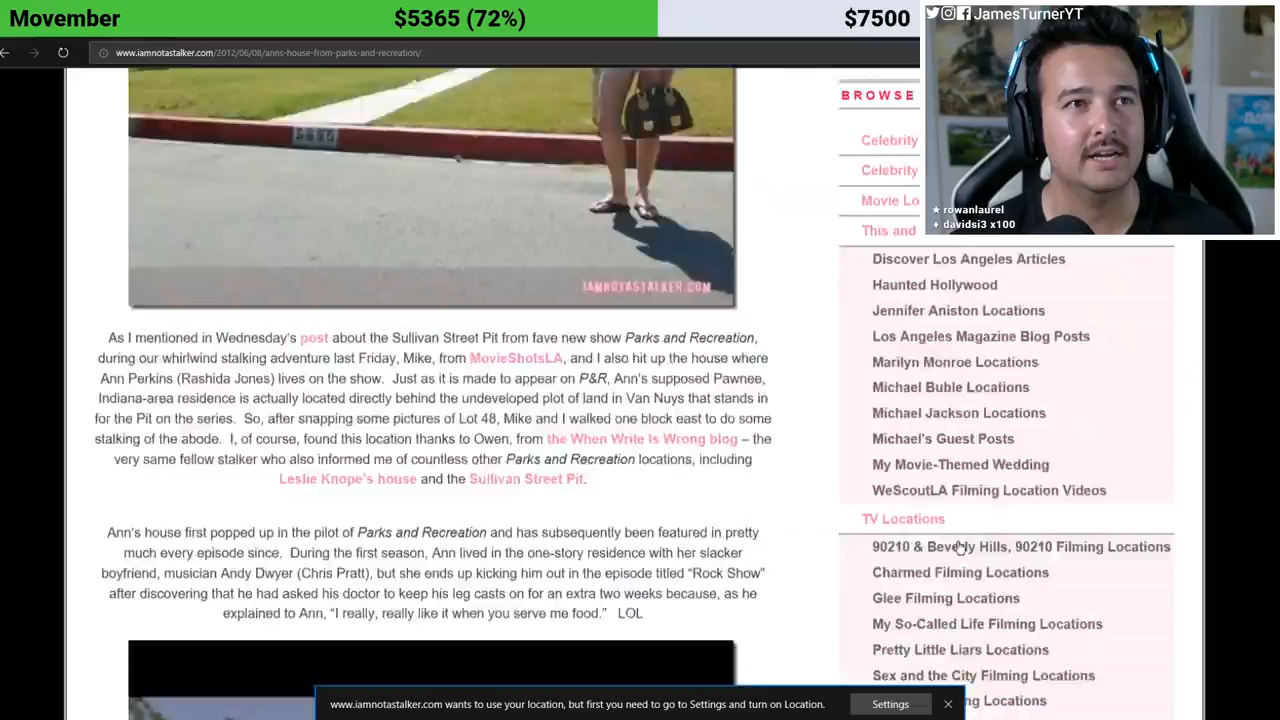 Movember
$5365 (72%)
$7500
JamesTurnerYT
www.iamnotastalker.com/2012/06/08/anns-house-from-parks-and-recreation/
rowanlaurel
davidsi3 x100
IAMNOTASTALKER.COM
As I mentioned in Wednesday's post about the Sullivan Street Pit from fave new show Parks and Recreation,
during our whirlwind stalking adventure last Friday, Mike, from MovieShotsLA, and I also hit up the house where
Ann Perkins (Rashida Jones) lives on the show. Just as it is made to appear on P&R, Ann's supposed Pawnee,
Indiana-area residence is actually located directly behind the undeveloped plot of land in Van Nuys that stands in
for the Pit on the series. So, after snapping some pictures of Lot 48, Mike and I walked one block east to do some
stalking of the abode. I, of course, found this location thanks to Owen, from the When Write Is Wrong blog – the
very same fellow stalker who also informed me of countless other Parks and Recreation locations, including
Leslie Knope's house and the Sullivan Street Pit.
Ann's house first popped up in the pilot of Parks and Recreation and has subsequently been featured in pretty
much every episode since. During the first season, Ann lived in the one-story residence with her slacker
boyfriend, musician Andy Dwyer (Chris Pratt), but she ends up kicking him out in the episode titled “Rock Show”
after discovering that he had asked his doctor to keep his leg casts on for an extra two weeks because, as he
explained to Ann, “I really, really like it when you serve me food.” LOL
BROWSE
Celebrity
Celebrity
Movie Lo
This and
Discover Los Angeles Articles
Haunted Hollywood
Jennifer Aniston Locations
Los Angeles Magazine Blog Posts
Marilyn Monroe Locations
Michael Buble Locations
Michael Jackson Locations
Michael's Guest Posts
My Movie-Themed Wedding
WeScoutLA Filming Location Videos
TV Locations
90210 & Beverly Hills, 90210 Filming Locations
Charmed Filming Locations
Glee Filming Locations
My So-Called Life Filming Locations
Pretty Little Liars Locations
Sex and the City Filming Locations
ng Locations
www.iamnotastalker.com wants to use your location, but first you need to go to Settings and turn on Location.
Settings